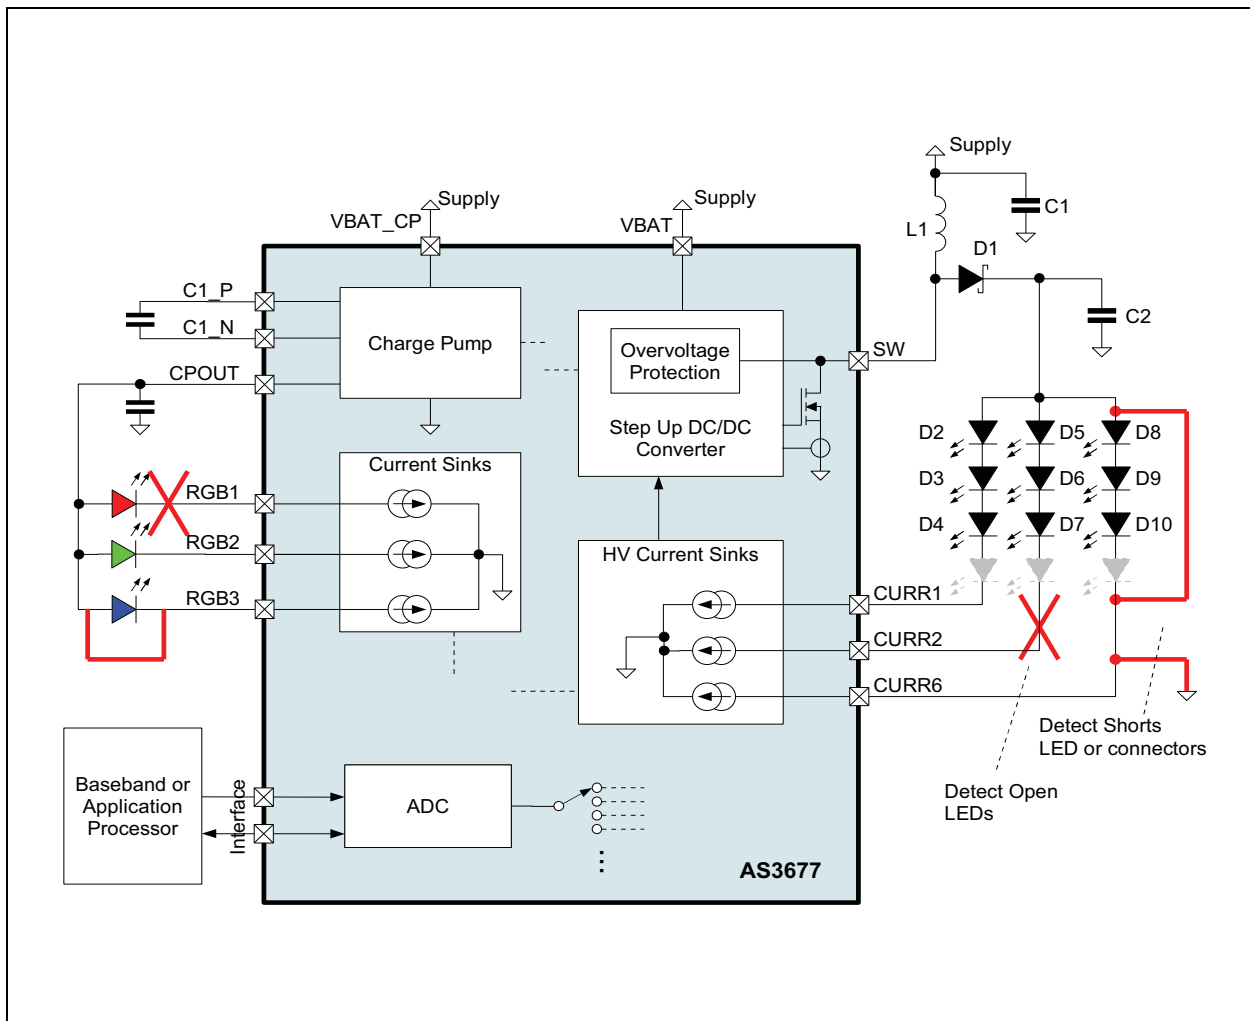 Supply
C1
L1
D1
C2
Supply
VBAT_CP
Supply
VBAT
C1_P
C1_N
CPOUT
Charge Pump
Overvoltage
Protection
Step Up DC/DC
Converter
SW
RGB1
RGB2
RGB3
Current Sinks
HV Current Sinks
D2
D3
D4
D5
D6
D7
D8
D9
D10
CURR1
CURR2
CURR6
Detect Shorts
LED or connectors
Detect Open
LEDs
Baseband or
Application
Processor
Interface
ADC
AS3677